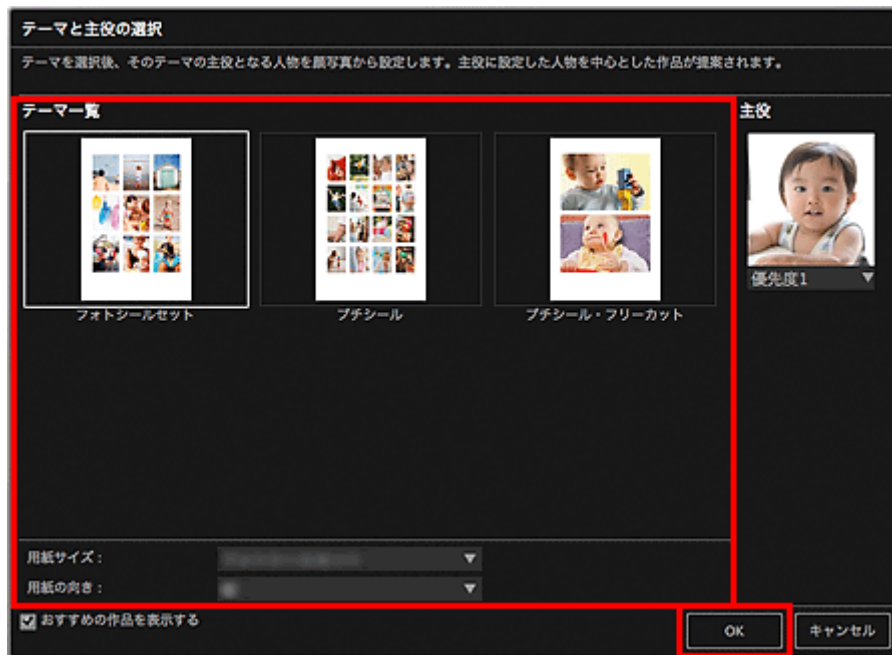 テーマと主役の選択
テーマを選択後、そのテーマの主役となる人物を顔写真から設定します。主役に設定した人物を中心とした作品が提案されます。
テーマ一覧
主役
フォトシールセット
プチシール
プチシール・フリーカット
優先度1
用紙サイズ：
用紙の向き：
おすすめの作品を表示する
OK
キャンセル